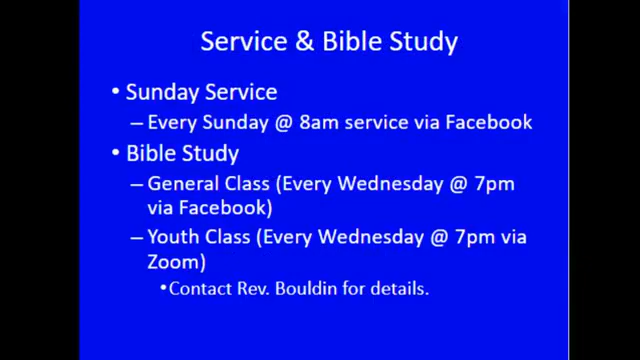 Service & Bible Study
• Sunday Service
–Every Sunday @ 8am service via Facebook
• Bible Study
–General Class (Every Wednesday @ 7pm
via Facebook)
–Youth Class (Every Wednesday @ 7pm via
Zoom)
•Contact Rev. Bouldin for details.